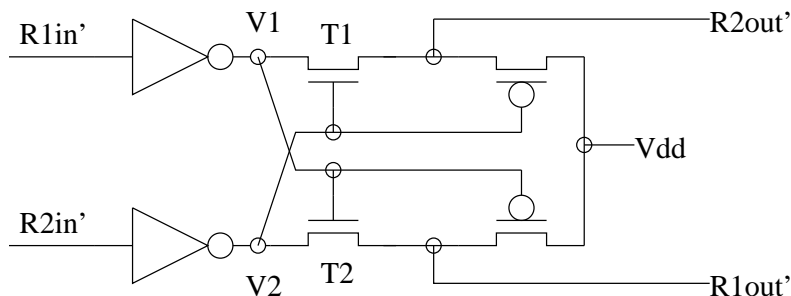 R1in'
V1
T1
R2out'
Vdd
R2in'
V2
T2
R1out'